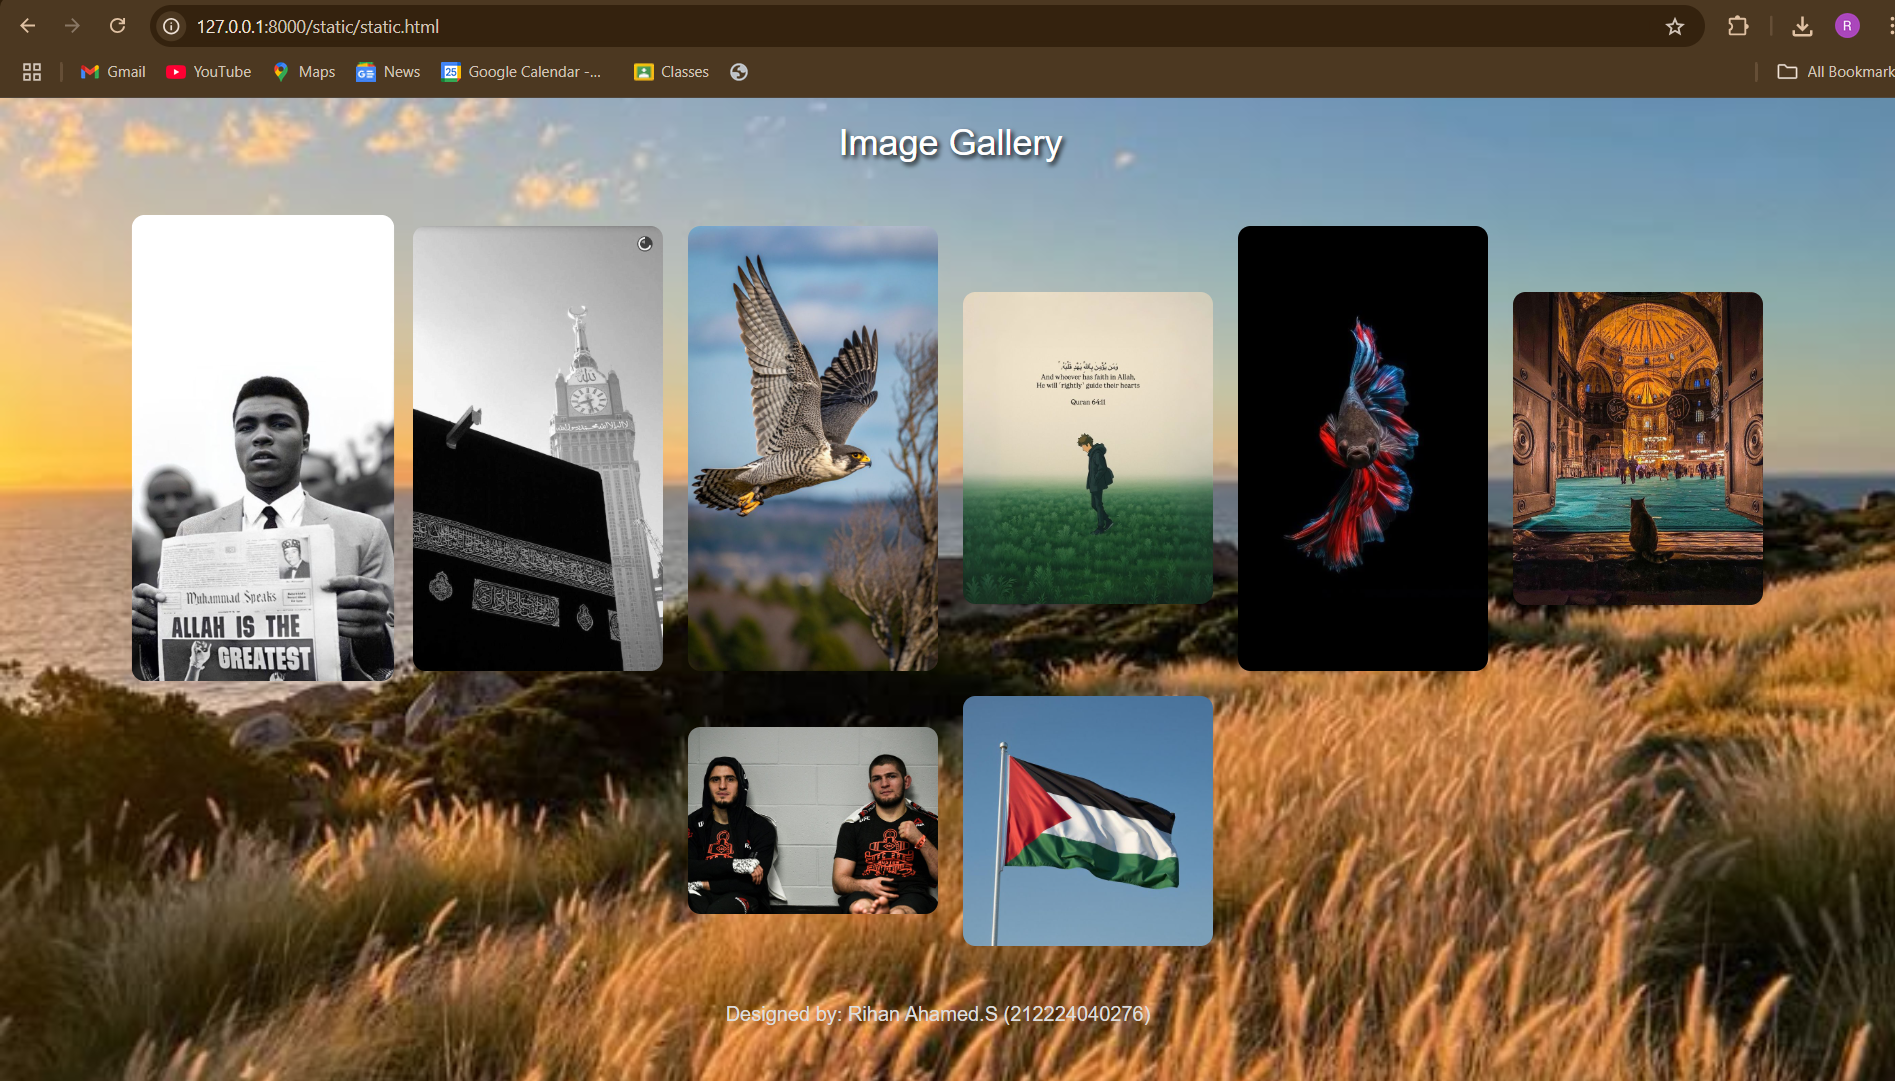 127.0.0.1:8000/static/static.html
R
Gmail
YouTube
Maps
News
Google Calendar -...
Classes
All Bookmark
Image Gallery
Muhammad Speaks
ALLAH IS THE
GREATEST
And whoever has faith in Allah,
He will ˹rightly˺ guide their hearts
Quran 64:11
Designed by: Rihan Ahamed.S (212224040276)